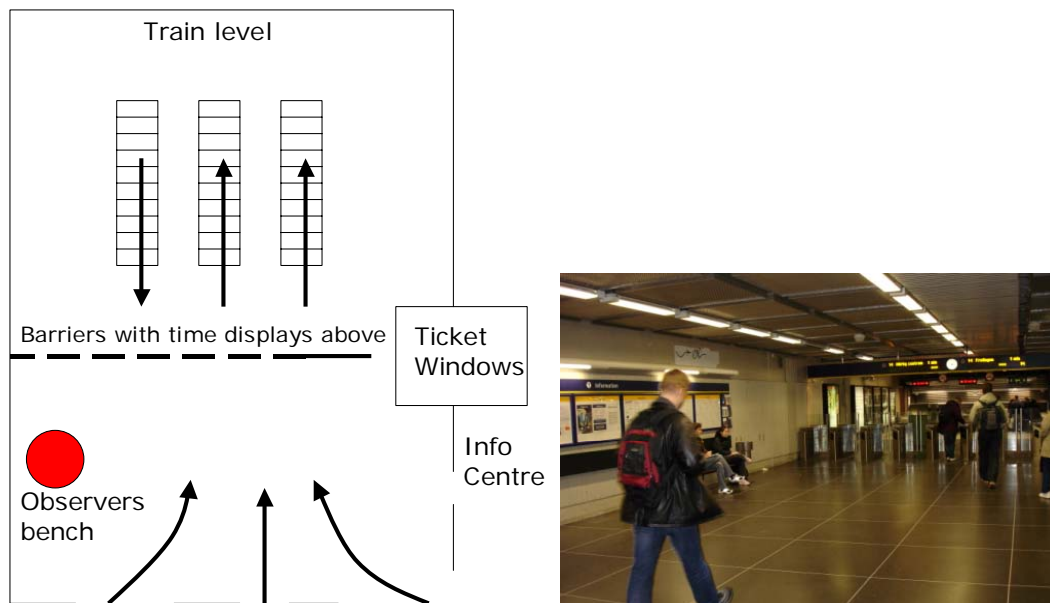 Train level
Barriers with time displays above
Ticket
Windows
Info
Centre
Observers
bench
Information